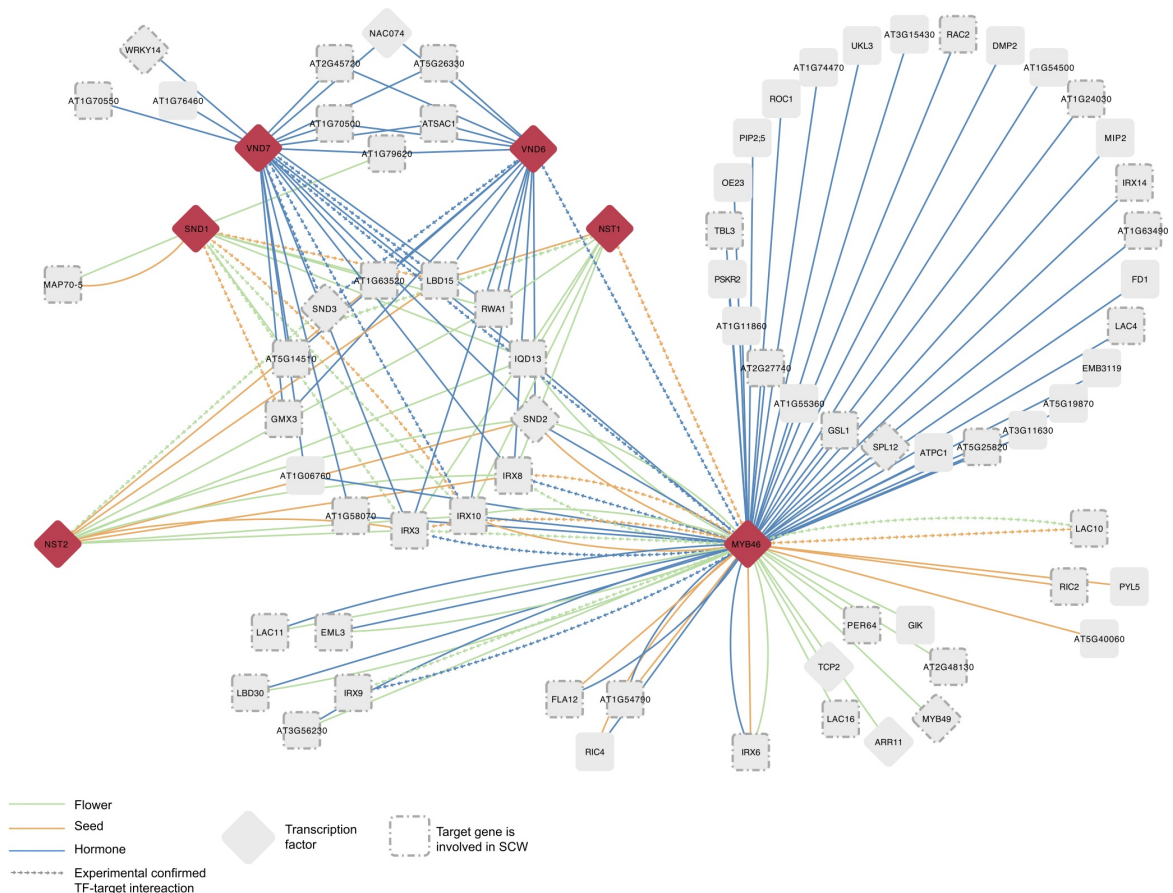 NAC074
AT3G15430
RAC2
UKL3
DMP2
WRKY14
AT2G45730
AT5G26330
AT1G74470
AT1G54500
AT1G70550
AT1G76460
ROC1
AT1G24030
AT1G70500
ATSAC1
PIP2;5
MIP2
VND7
AT1G79620
VND6
OE23
IRX14
SND1
NST1
TBL3
AT1G63490
MAP70-5
AT1G63520
LBD15
PSKR2
FD1
SND3
RWA1
AT1G11860
LAC4
AT5G14510
IQD13
AT2G27740
EMB3119
GMX3
SND2
AT1G55360
AT5G19870
GSL1
AT3G11630
SPL12
ATPC1
AT5G25820
AT1G06760
IRX8
AT1G58070
IRX3
IRX10
LAC10
NST2
MYB46
RIC2
PYL5
LAC11
EML3
PER64
GIK
AT5G40060
TCP2
AT2G48130
LBD30
IRX9
FLA12
AT1G54790
LAC16
MYB49
AT3G56230
ARR11
RIC4
IRX6
Flower
Seed
Hormone
Experimental confirmed
TF-target intereaction
Transcription
factor
Target gene is
involved in SCW